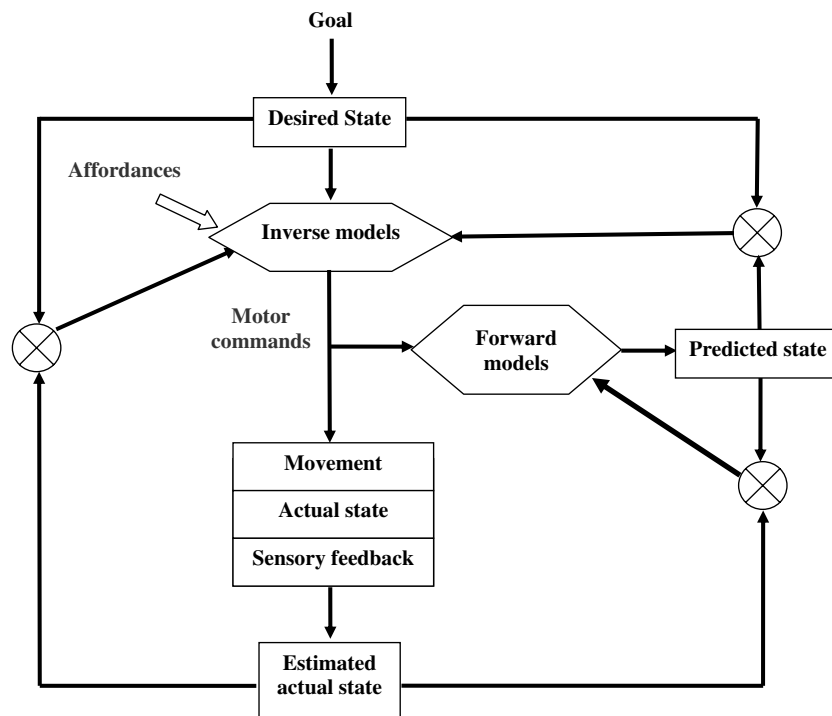 Goal
Desired State
Affordances
Inverse models
Motor
commands
Forward
models
Predicted state
Movement
Actual state
Sensory feedback
Estimated
actual state